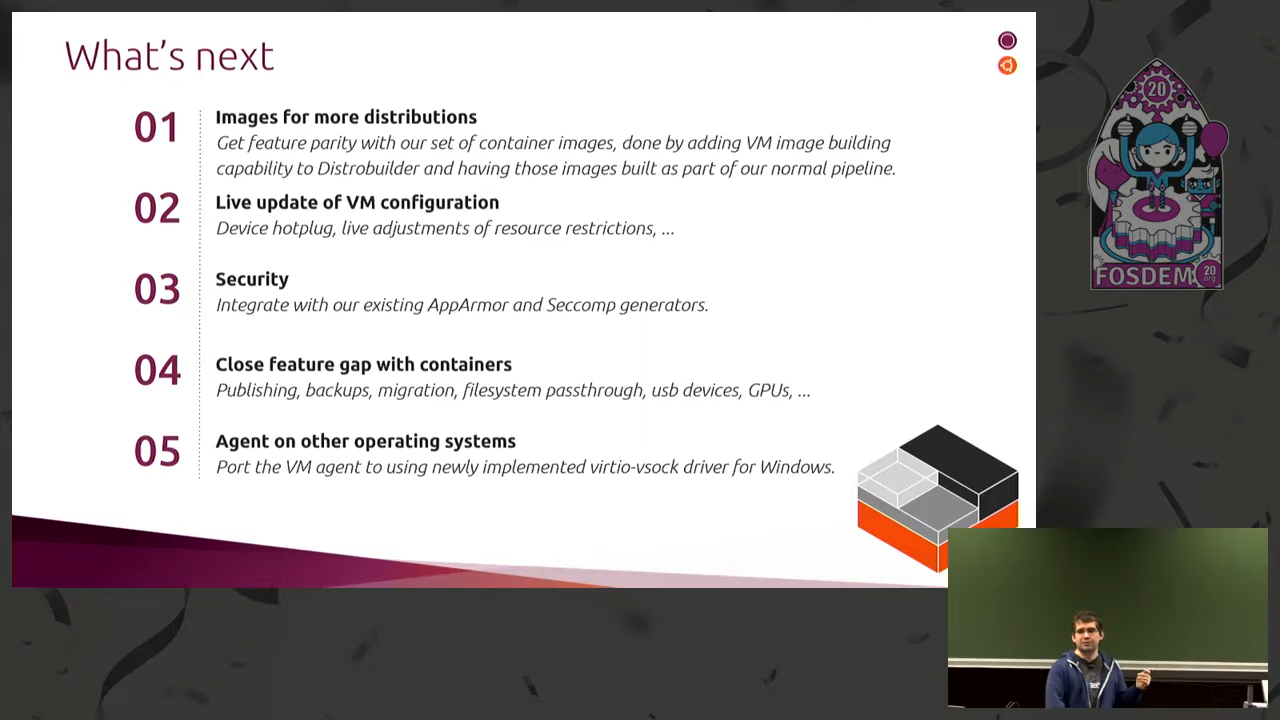 What's next
01
Images for more distributions
Get feature parity with our set of container images, done by adding VM image building
capability to Distrobuilder and having those images built as part of our normal pipeline.
02
Live update of VM configuration
Device hotplug, live adjustments of resource restrictions, ...
03
Security
Integrate with our existing AppArmor and Seccomp generators.
04
Close feature gap with containers
Publishing, backups, migration, filesystem passthrough, usb devices, GPUs, ...
05
Agent on other operating systems
Port the VM agent to using newly implemented virtio-vsock driver for Windows.
20
FOSDEM
20
.org